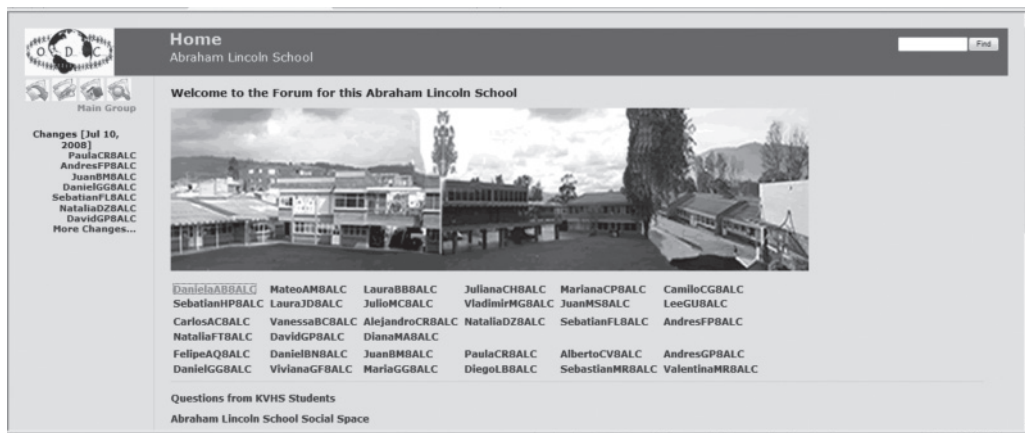 O D C
Home
Abraham Lincoln School
Find
Main Group
Changes [Jul 10,
2008]
PaulaCR8ALC
AndresFP8ALC
JuanBM8ALC
DanielGG8ALC
SebatianFL8ALC
NataliaDZ8ALC
DavidGP8ALC
More Changes...
Welcome to the Forum for this Abraham Lincoln School
DanielaAB8ALC MateoAM8ALC LauraBB8ALC JulianaCH8ALC MarianaCP8ALC CamiloCG8ALC
SebatianHP8ALC LauraJD8ALC JulioMC8ALC VladimirMG8ALC JuanMS8ALC LeeGU8ALC
CarlosAC8ALC VanessaBC8ALC AlejandroCR8ALC NataliaDZ8ALC SebatianFL8ALC AndresFP8ALC
NataliaFT8ALC DavidGP8ALC DianaMA8ALC
FelipeAQ8ALC DanielBN8ALC JuanBM8ALC PaulaCR8ALC AlbertoCV8ALC AndresGP8ALC
DanielGG8ALC VivianaGF8ALC MariaGG8ALC DiegoLB8ALC SebastianMR8ALC ValentinaMR8ALC
Questions from KVHS Students
Abraham Lincoln School Social Space